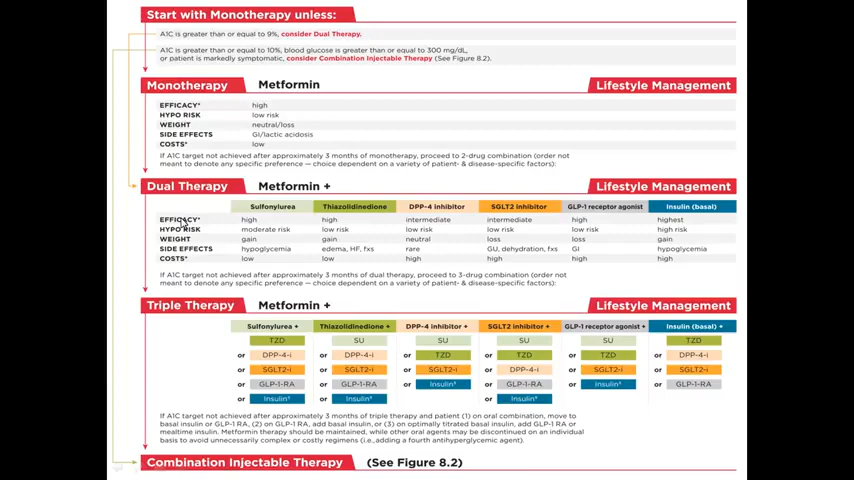 Start with Monotherapy unless:
A1C is greater than or equal to 9%, consider Dual Therapy.
A1C is greater than or equal to 10%, blood glucose is greater than or equal to 300 mg/dL,
or patient is markedly symptomatic, consider Combination Injectable Therapy (See Figure 8.2).
Monotherapy Metformin Lifestyle Management
EFFICACY* high
HYPO RISK low risk
WEIGHT neutral/loss
SIDE EFFECTS GI/lactic acidosis
COSTS* low
If A1C target not achieved after approximately 3 months of monotherapy, proceed to 2-drug combination (order not
meant to denote any specific preference — choice dependent on a variety of patient- & disease-specific factors):
Dual Therapy Metformin + Lifestyle Management
Sulfonylurea Thiazolidinedione DPP-4 inhibitor SGLT2 inhibitor GLP-1 receptor agonist Insulin (basal)
EFFICACY* high high intermediate intermediate high highest
HYPO RISK moderate risk low risk low risk low risk low risk high risk
WEIGHT gain gain neutral loss loss gain
SIDE EFFECTS hypoglycemia edema, HF, fxs rare GU, dehydration, fxs GI hypoglycemia
COSTS* low low high high high high
If A1C target not achieved after approximately 3 months of dual therapy, proceed to 3-drug combination (order not
meant to denote any specific preference — choice dependent on a variety of patient- & disease-specific factors):
Triple Therapy Metformin + Lifestyle Management
Sulfonylurea + Thiazolidinedione + DPP-4 inhibitor + SGLT2 inhibitor + GLP-1 receptor agonist + Insulin (basal) +
TZD SU SU SU SU TZD
or DPP-4-i or DPP-4-i or TZD or TZD or TZD or DPP-4-i
or SGLT2-i or SGLT2-i or SGLT2-i or DPP-4-i or SGLT2-i or SGLT2-i
or GLP-1-RA or GLP-1-RA or Insulin§ or GLP-1-RA or Insulin§ or GLP-1-RA
or Insulin§ or Insulin§ or Insulin§
If A1C target not achieved after approximately 3 months of triple therapy and patient (1) on oral combination, move to
basal insulin or GLP-1 RA, (2) on GLP-1 RA, add basal insulin, or (3) on optimally titrated basal insulin, add GLP-1 RA or
mealtime insulin. Metformin therapy should be maintained, while other oral agents may be discontinued on an individual
basis to avoid unnecessarily complex or costly regimens (i.e.,adding a fourth antihyperglycemic agent).
Combination Injectable Therapy (See Figure 8.2)